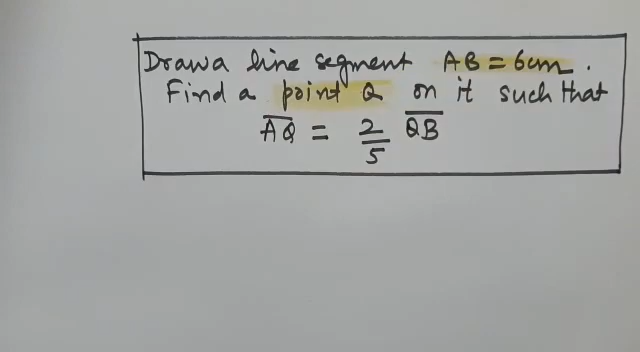 Draw a line segment AB = 6cm.
Find a point Q on it such that
AQ = 2/5 QB